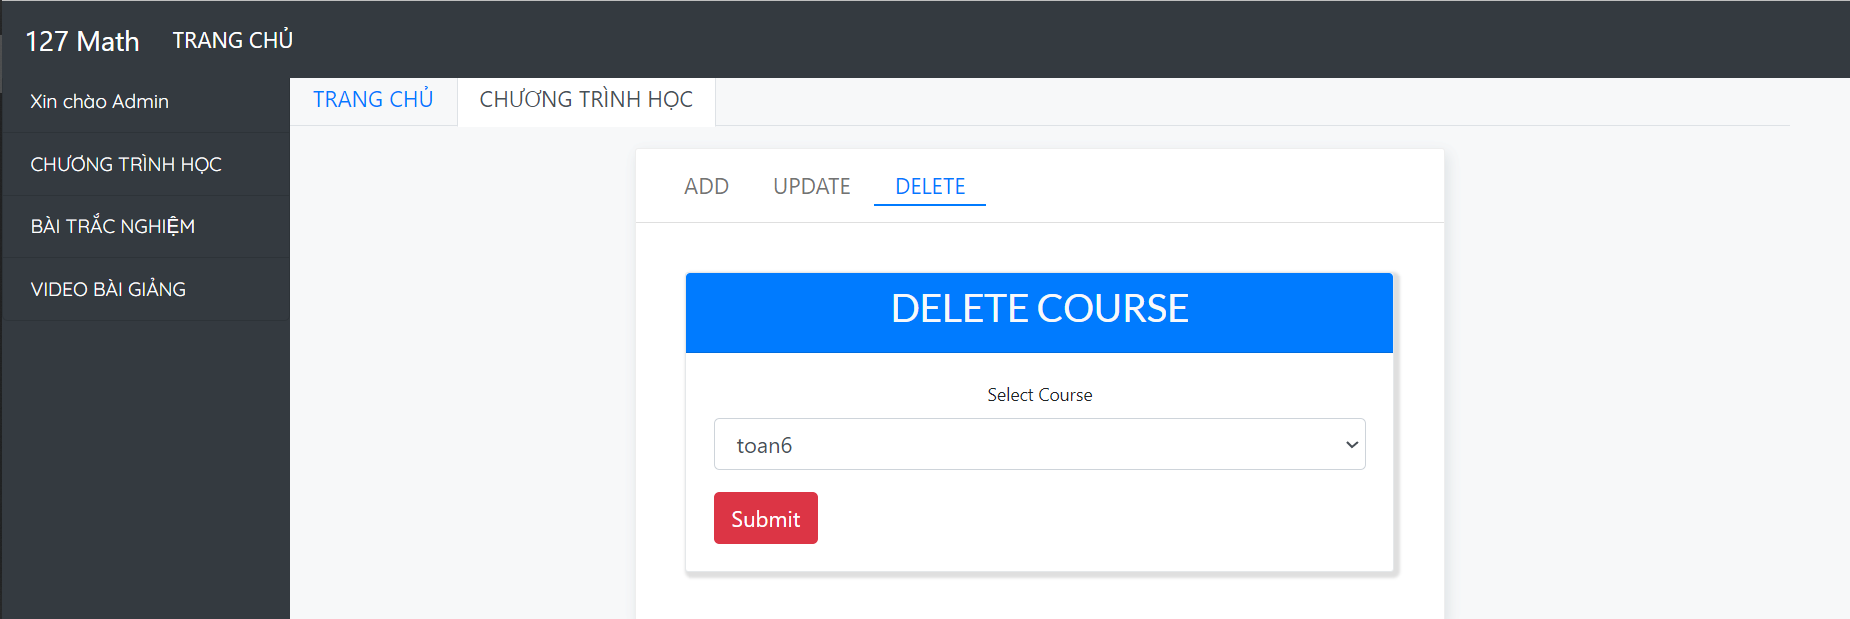 127 Math TRANG CHỦ
Xin chào Admin
CHƯƠNG TRÌNH HỌC
BÀI TRẮC NGHIỆM
VIDEO BÀI GIẢNG
TRANG CHỦ CHƯƠNG TRÌNH HỌC
ADD UPDATE DELETE
DELETE COURSE
Select Course
toan6
Submit